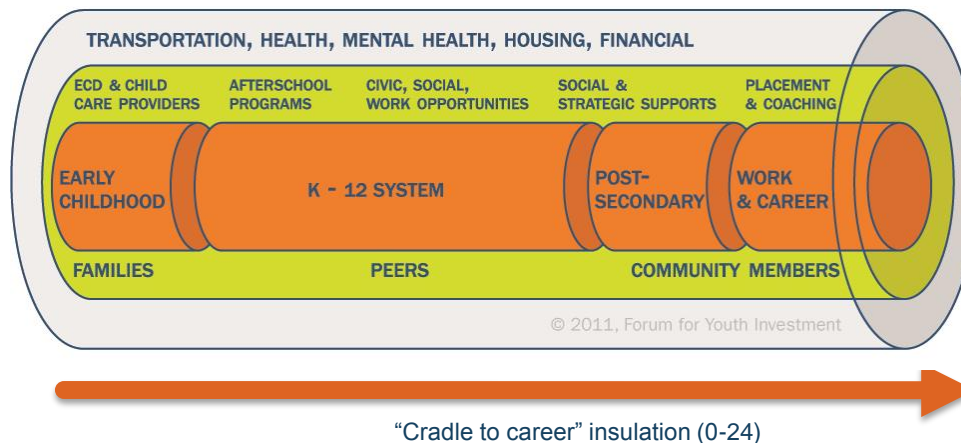 TRANSPORTATION, HEALTH, MENTAL HEALTH, HOUSING, FINANCIAL
ECD & CHILD
CARE PROVIDERS
AFTERSCHOOL
PROGRAMS
CIVIC, SOCIAL,
WORK OPPORTUNITIES
SOCIAL &
STRATEGIC SUPPORTS
PLACEMENT
& COACHING
EARLY
CHILDHOOD
K - 12 SYSTEM
POST-
SECONDARY
WORK
& CAREER
FAMILIES
PEERS
COMMUNITY MEMBERS
© 2011, Forum for Youth Investment
“Cradle to career” insulation (0-24)